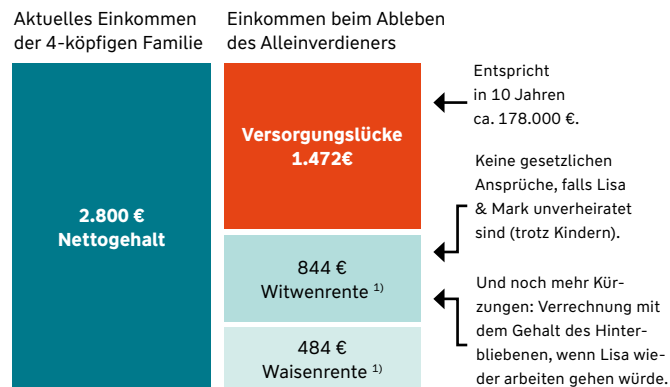 Aktuelles Einkommen
der 4-köpfigen Familie
Einkommen beim Ableben
des Alleinverdieners
2.800 €
Nettogehalt
Versorgungslücke
1.472€
844 €
Witwenrente 1)
484 €
Waisenrente 1)
Entspricht
in 10 Jahren
ca. 178.000 €.
Keine gesetzlichen
Ansprüche, falls Lisa
& Mark unverheiratet
sind (trotz Kindern).
Und noch mehr Kür-
zungen: Verrechnung mit
dem Gehalt des Hinter-
bliebenen, wenn Lisa wie-
der arbeiten gehen würde.